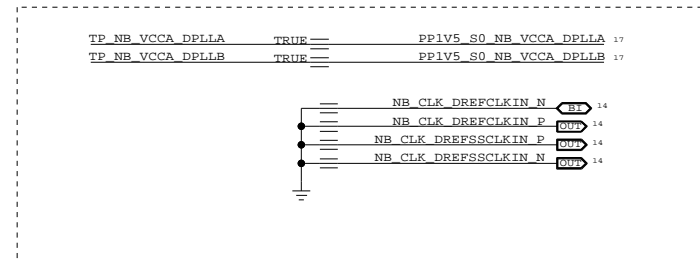 TP_NB_VCCA_DPLLA TRUE PP1V5_S0_NB_VCCA_DPLLA 17
TP_NB_VCCA_DPLLB TRUE PP1V5_S0_NB_VCCA_DPLLB 17
NB_CLK_DREFCLKIN_N BI 14
NB_CLK_DREFCLKIN_P OUT 14
NB_CLK_DREFSSCLKIN_P OUT 14
NB_CLK_DREFSSCLKIN_N OUT 14